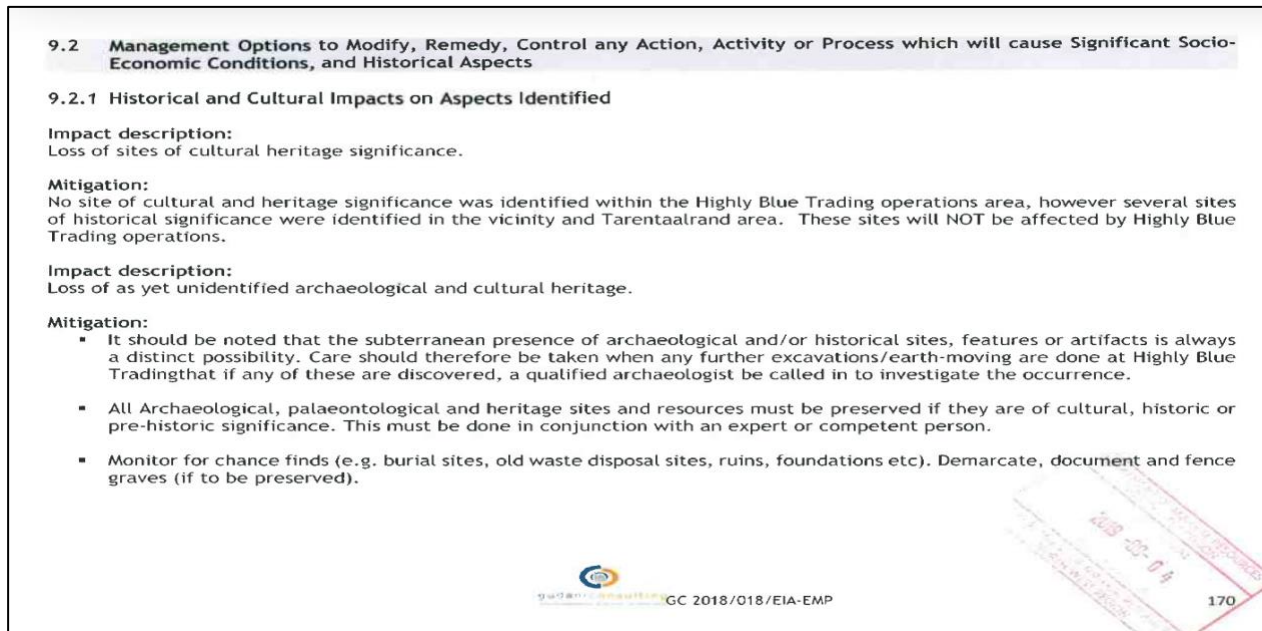 9.2 Management Options to Modify, Remedy, Control any Action, Activity or Process which will cause Significant Socio-
Economic Conditions, and Historical Aspects
9.2.1 Historical and Cultural Impacts on Aspects Identified
Impact description:
Loss of sites of cultural heritage significance.
Mitigation:
No site of cultural and heritage significance was identified within the Highly Blue Trading operations area, however several sites
of historical significance were identified in the vicinity and Tarentaalrand area. These sites will NOT be affected by Highly Blue
Trading operations.
Impact description:
Loss of as yet unidentified archaeological and cultural heritage.
Mitigation:
▪ It should be noted that the subterranean presence of archaeological and/or historical sites, features or artifacts is always
a distinct possibility. Care should therefore be taken when any further excavations/earth-moving are done at Highly Blue
Tradingthat if any of these are discovered, a qualified archaeologist be called in to investigate the occurrence.
▪ All Archaeological, palaeontological and heritage sites and resources must be preserved if they are of cultural, historic or
pre-historic significance. This must be done in conjunction with an expert or competent person.
▪ Monitor for chance finds (e.g. burial sites, old waste disposal sites, ruins, foundations etc). Demarcate, document and fence
graves (if to be preserved).
gudani consulting GC 2018/018/EIA-EMP
170